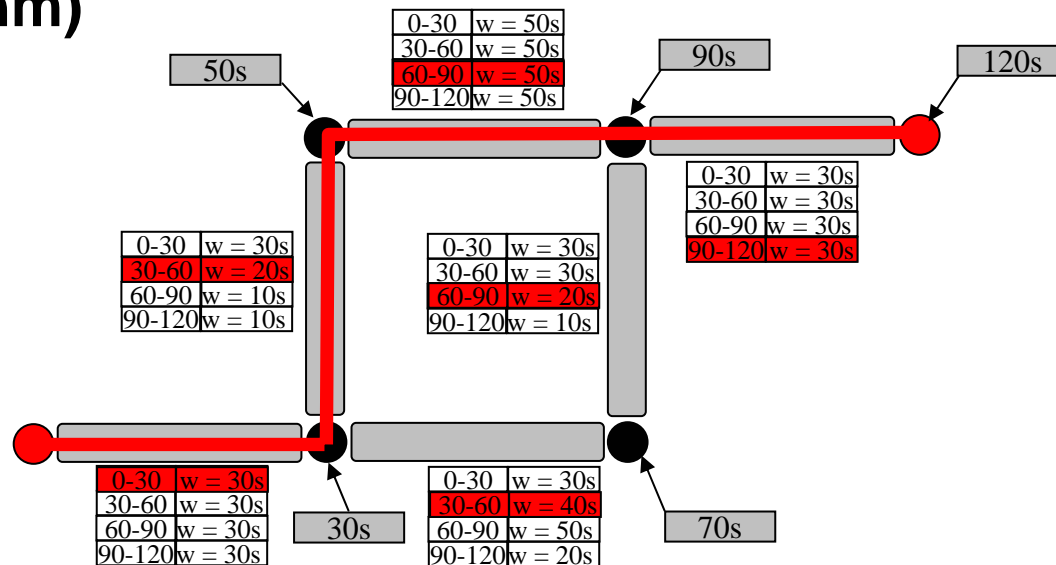 nm)
0-30 w = 50s
30-60 w = 50s
60-90 w = 50s
90-120 w = 50s
50s
90s
120s
0-30 w = 30s
30-60 w = 30s
60-90 w = 30s
90-120 w = 30s
0-30 w = 30s
30-60 w = 20s
60-90 w = 10s
90-120 w = 10s
0-30 w = 30s
30-60 w = 30s
60-90 w = 20s
90-120 w = 10s
0-30 w = 30s
30-60 w = 30s
60-90 w = 30s
90-120 w = 30s
30s
0-30 w = 30s
30-60 w = 40s
60-90 w = 50s
90-120 w = 20s
70s